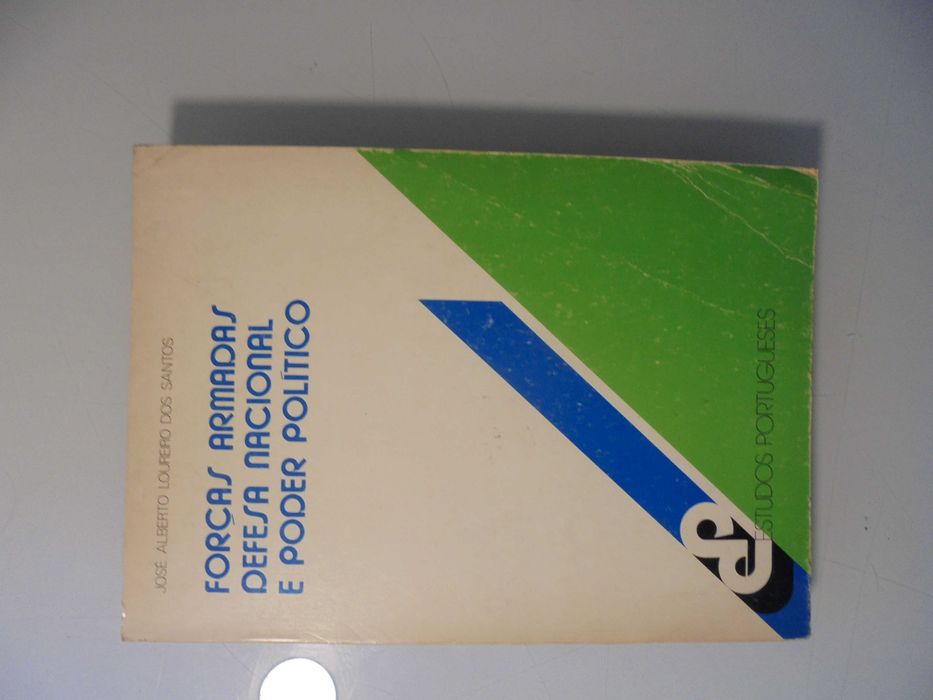 JOSÉ ALBERTO LOUREIRO DOS SANTOS
FORÇAS ARMADAS
DEFESA NACIONAL
E PODER POLÍTICO
ESTUDOS PORTUGUESES